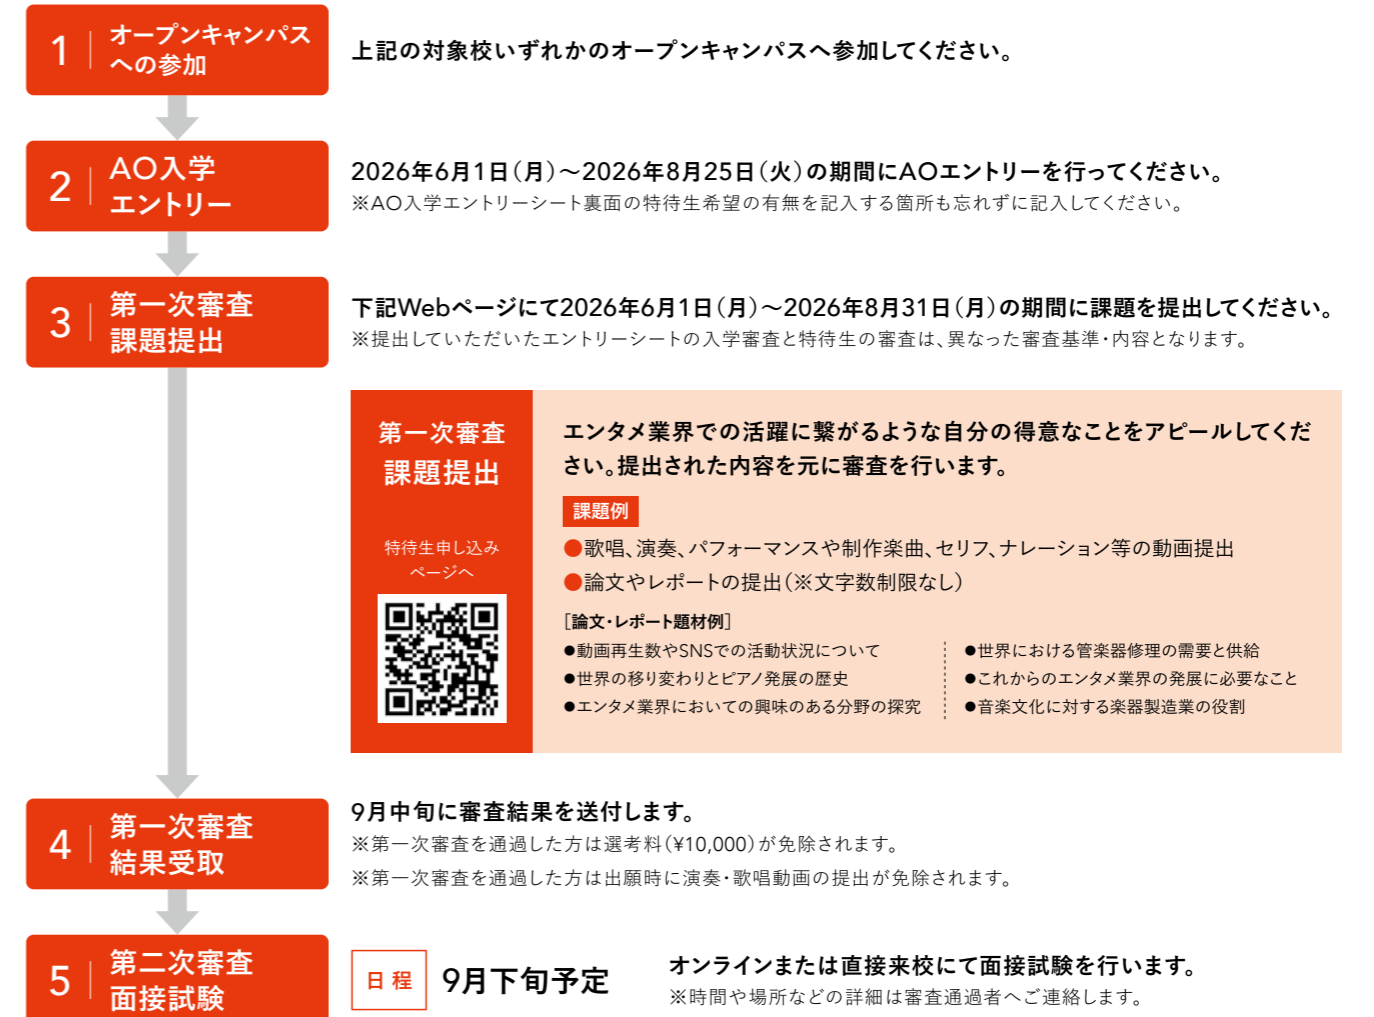 1 オープンキャンパス
への参加
上記の対象校いずれかのオープンキャンパスへ参加してください。
2 AO入学
エントリー
2026年6月1日(月)〜2026年8月25日(火)の期間にAOエントリーを行ってください。
※AO入学エントリーシート裏面の特待生希望の有無を記入する箇所も忘れずに記入してください。
3 第一次審査
課題提出
下記Webページにて2026年6月1日(月)〜2026年8月31日(月)の期間に課題を提出してください。
※提出していただいたエントリーシートの入学審査と特待生の審査は、異なった審査基準・内容となります。
第一次審査
課題提出
特待生申し込み
ページへ
エンタメ業界での活躍に繋がるような自分の得意なことをアピールしてくだ
さい。提出された内容を元に審査を行います。
課題例
●歌唱、演奏、パフォーマンスや制作楽曲、セリフ、ナレーション等の動画提出
●論文やレポートの提出(※文字数制限なし)
[論文・レポート題材例]
●動画再生数やSNSでの活動状況について
●世界の移り変わりとピアノ発展の歴史
●エンタメ業界においての興味のある分野の探究
●世界における管楽器修理の需要と供給
●これからのエンタメ業界の発展に必要なこと
●音楽文化に対する楽器製造業の役割
4 第一次審査
結果受取
9月中旬に審査結果を送付します。
※第一次審査を通過した方は選考料(¥10,000)が免除されます。
※第一次審査を通過した方は出願時に演奏・歌唱動画の提出が免除されます。
5 第二次審査
面接試験
日程 9月下旬予定
オンラインまたは直接来校にて面接試験を行います。
※時間や場所などの詳細は審査通過者へご連絡します。